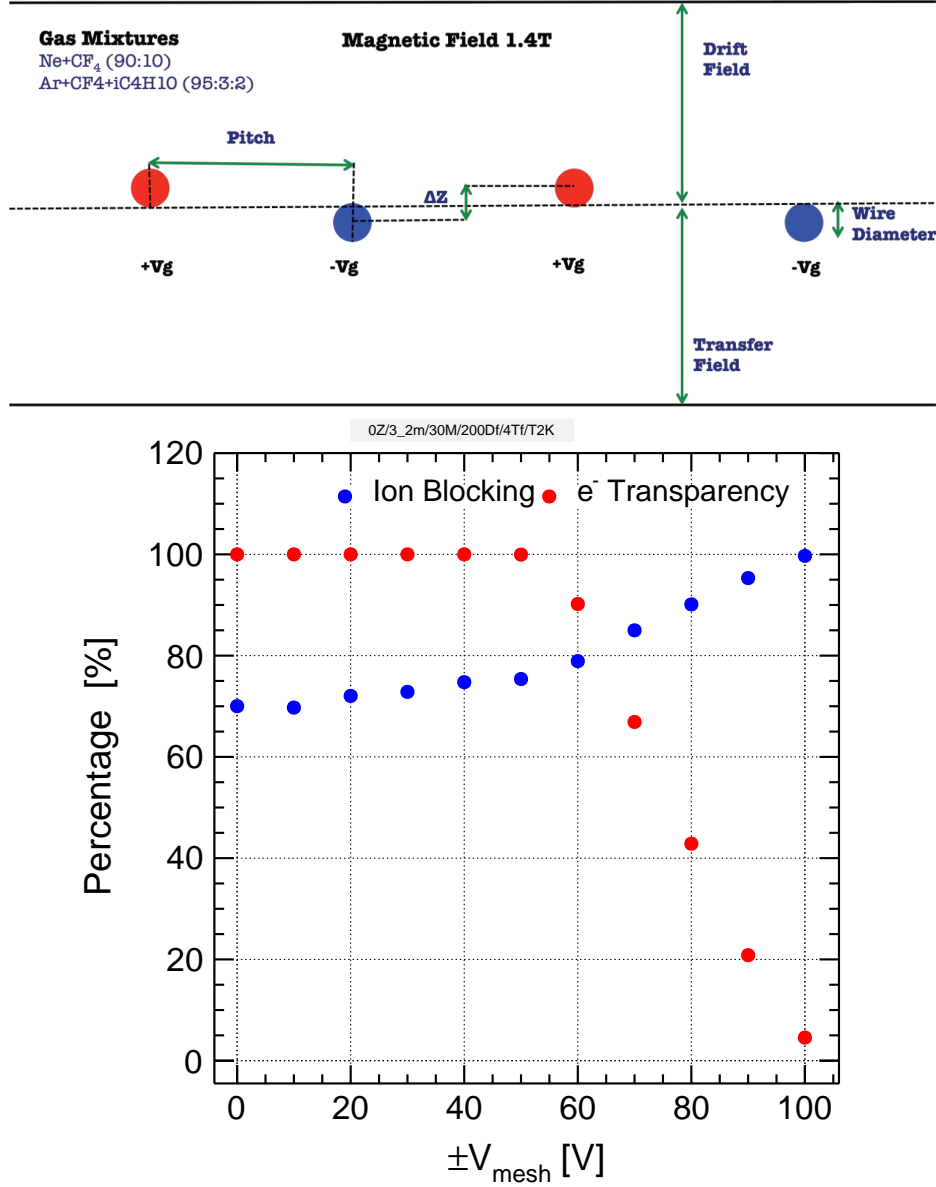 Gas Mixtures
Ne+CF₄ (90:10)
Ar+CF4+iC4H10 (95:3:2)
Magnetic Field 1.4T
Drift
Field
Pitch
ΔZ
Wire
Diameter
+Vg
-Vg
+Vg
-Vg
Transfer
Field
0Z/3_2m/30M/200Df/4Tf/T2K
Ion Blocking
e⁻ Transparency
120
100
80
60
40
20
0
Percentage [%]
0 20 40 60 80 100
±Vmesh [V]